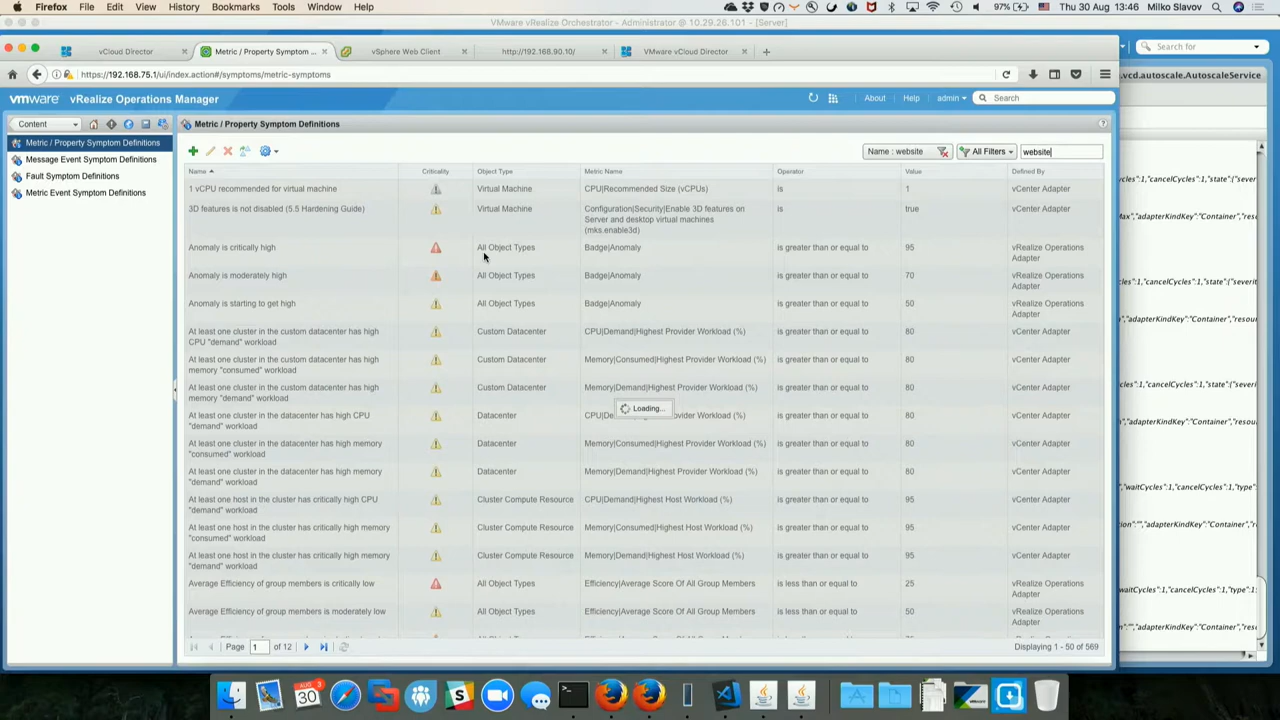 Firefox File Edit View History Bookmarks Tools Window Help
97% Thu 30 Aug 13:46 Milko Slavov
VMware vRealize Orchestrator - Administrator @ 10.29.26.101 - [Server]
vCloud Director
Metric / Property Symptom ...
vSphere Web Client
http://192.168.90.10/
VMware vCloud Director
Search for
https://192.168.75.1/ui/index.action#/symptoms/metric-symptoms
.vcd.autoscale.AutoscaleService
vmware vRealize Operations Manager
About Help admin Search
Content
Metric / Property Symptom Definitions
Message Event Symptom Definitions
Fault Symptom Definitions
Metric Event Symptom Definitions
Metric / Property Symptom Definitions
Name : website All Filters website
Name Criticality Object Type Metric Name Operator Value Defined By
1 vCPU recommended for virtual machine Virtual Machine CPU|Recommended Size (vCPUs) is 1 vCenter Adapter
3D features is not disabled (5.5 Hardening Guide) Virtual Machine Configuration|Security|Enable 3D features on is true vCenter Adapter
Server and desktop virtual machines
(mks.enable3d)
Anomaly is critically high All Object Types Badge|Anomaly is greater than or equal to 95 vRealize Operations
Adapter
Anomaly is moderately high All Object Types Badge|Anomaly is greater than or equal to 70 vRealize Operations
Adapter
Anomaly is starting to get high All Object Types Badge|Anomaly is greater than or equal to 50 vRealize Operations
Adapter
At least one cluster in the custom datacenter has high Custom Datacenter CPU|Demand|Highest Provider Workload (%) is greater than or equal to 80 vCenter Adapter
CPU "demand" workload
At least one cluster in the custom datacenter has high Custom Datacenter Memory|Consumed|Highest Provider Workload (%) is greater than or equal to 80 vCenter Adapter
memory "consumed" workload
At least one cluster in the custom datacenter has high Custom Datacenter Memory|Demand|Highest Provider Workload (%) is greater than or equal to 80 vCenter Adapter
memory "demand" workload
Loading...
At least one cluster in the datacenter has high CPU Datacenter CPU|De Provider Workload (%) is greater than or equal to 80 vCenter Adapter
"demand" workload
At least one cluster in the datacenter has high memory Datacenter Memory|Consumed|Highest Provider Workload (%) is greater than or equal to 80 vCenter Adapter
"consumed" workload
At least one cluster in the datacenter has high memory Datacenter Memory|Demand|Highest Provider Workload (%) is greater than or equal to 80 vCenter Adapter
"demand" workload
At least one host in the cluster has critically high CPU Cluster Compute Resource CPU|Demand|Highest Host Workload (%) is greater than or equal to 95 vCenter Adapter
"demand" workload
At least one host in the cluster has critically high memory Cluster Compute Resource Memory|Consumed|Highest Host Workload (%) is greater than or equal to 95 vCenter Adapter
"consumed" workload
At least one host in the cluster has critically high memory Cluster Compute Resource Memory|Demand|Highest Host Workload (%) is greater than or equal to 95 vCenter Adapter
"demand" workload
Average Efficiency of group members is critically low All Object Types Efficiency|Average Score Of All Group Members is less than or equal to 25 vRealize Operations
Adapter
Average Efficiency of group members is moderately low All Object Types Efficiency|Average Score Of All Group Members is less than or equal to 50 vRealize Operations
Adapter
Page 1 of 12 Displaying 1 - 50 of 569